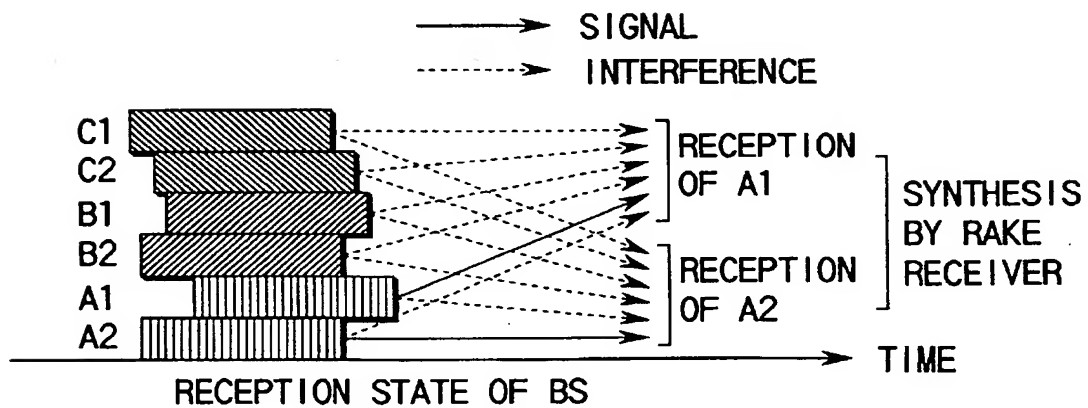 SIGNAL
INTERFERENCE
C1
C2
B1
B2
A1
A2
RECEPTION
OF A1
RECEPTION
OF A2
SYNTHESIS
BY RAKE
RECEIVER
TIME
RECEPTION STATE OF BS